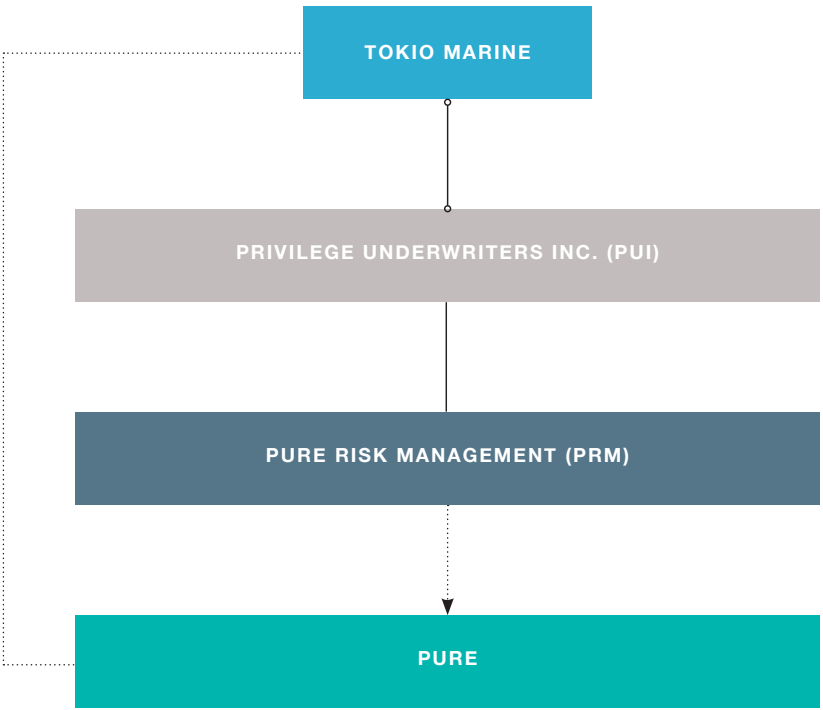 TOKIO MARINE
PRIVILEGE UNDERWRITERS INC. (PUI)
PURE RISK MANAGEMENT (PRM)
PURE